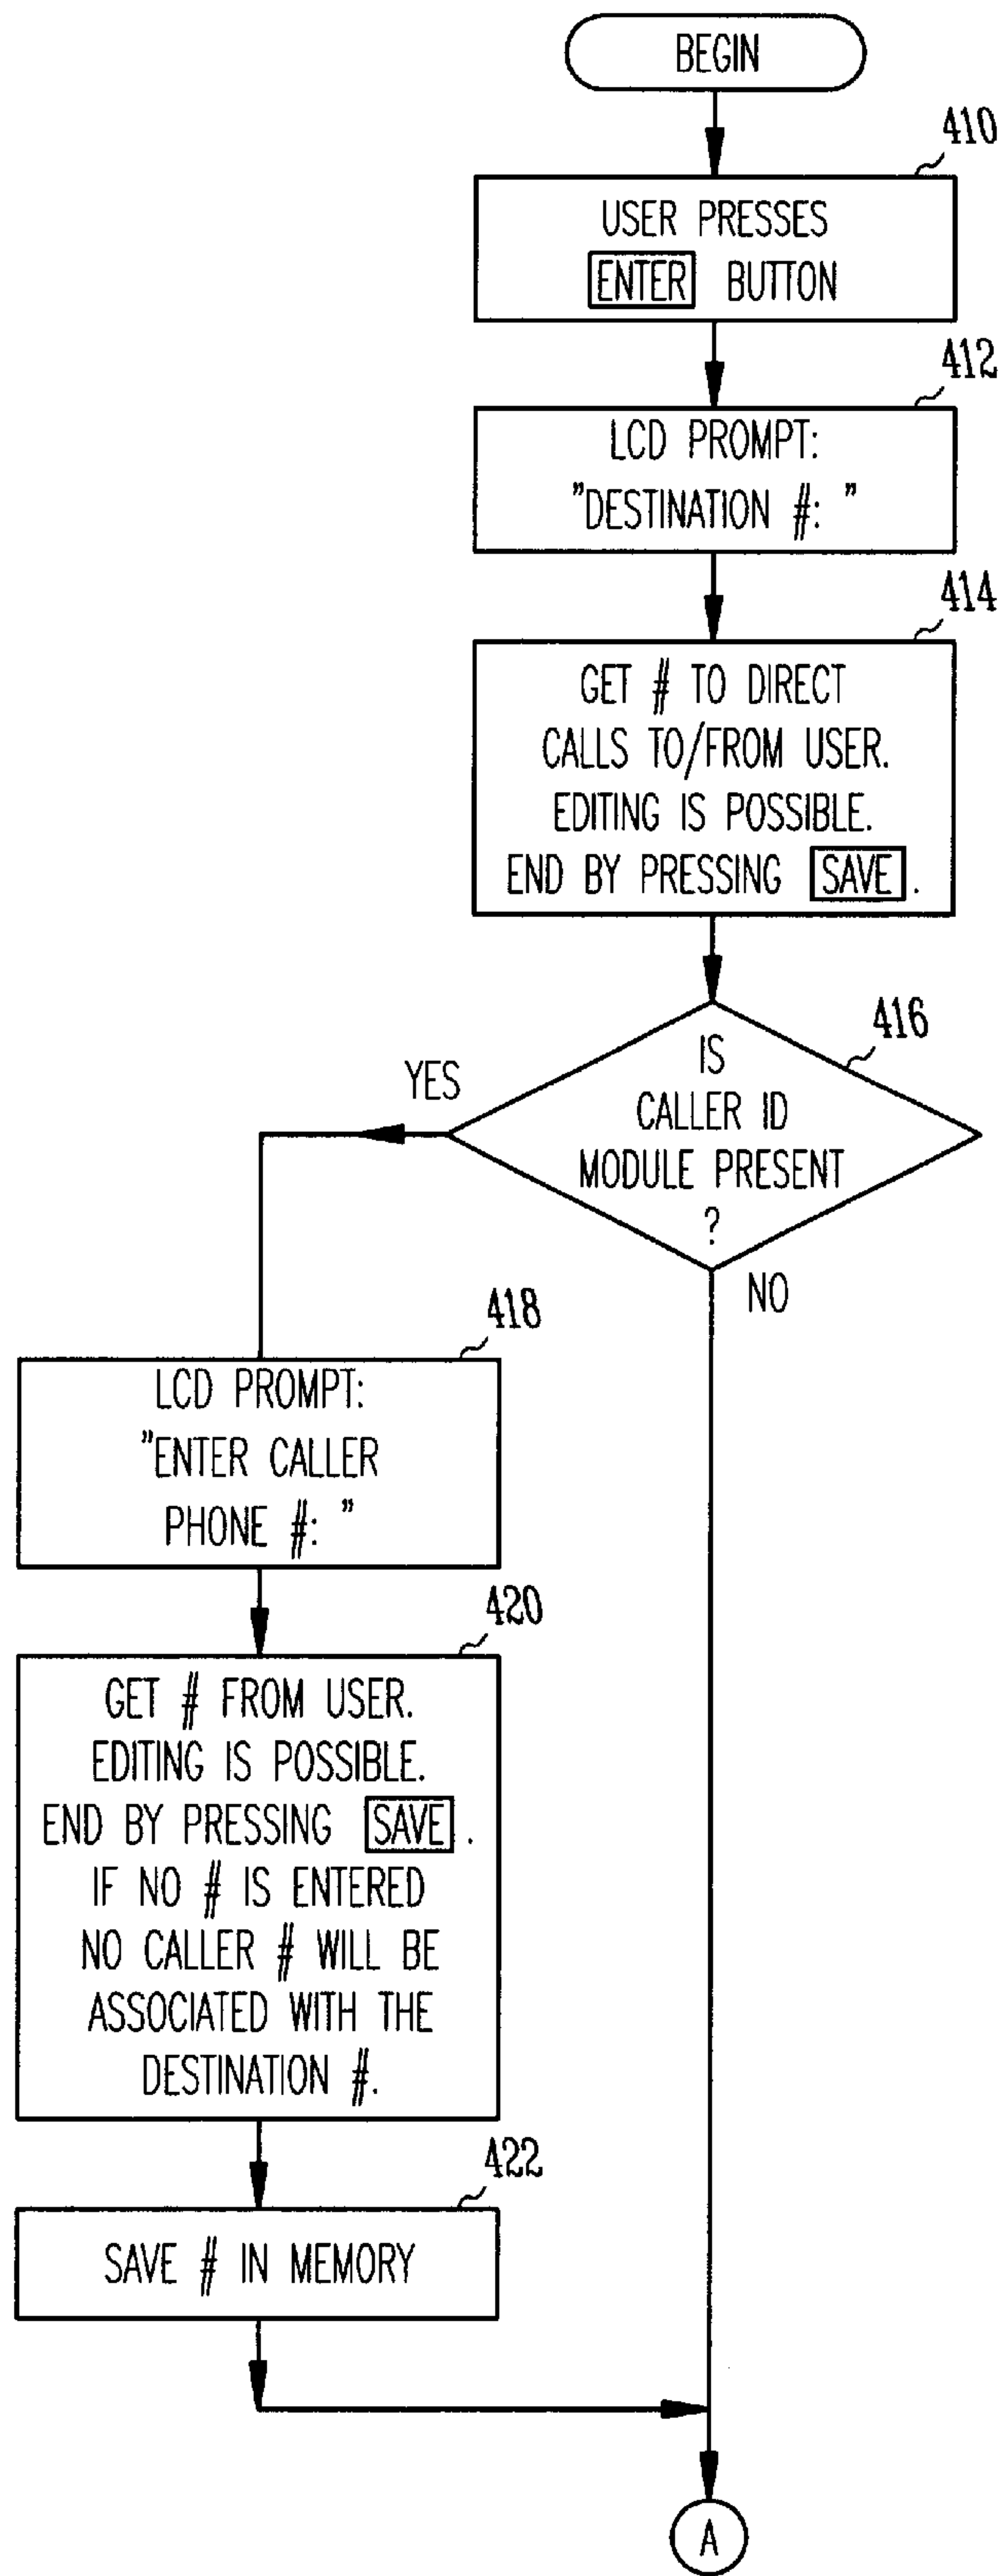 BEGIN
410
USER PRESSES
ENTER BUTTON
412
LCD PROMPT:
"DESTINATION #: "
414
GET # TO DIRECT
CALLS TO/FROM USER.
EDITING IS POSSIBLE.
END BY PRESSING SAVE.
416
IS
CALLER ID
MODULE PRESENT
?
YES
NO
418
LCD PROMPT:
"ENTER CALLER
PHONE #: "
420
GET # FROM USER.
EDITING IS POSSIBLE.
END BY PRESSING SAVE.
IF NO # IS ENTERED
NO CALLER # WILL BE
ASSOCIATED WITH THE
DESTINATION #.
422
SAVE # IN MEMORY
A